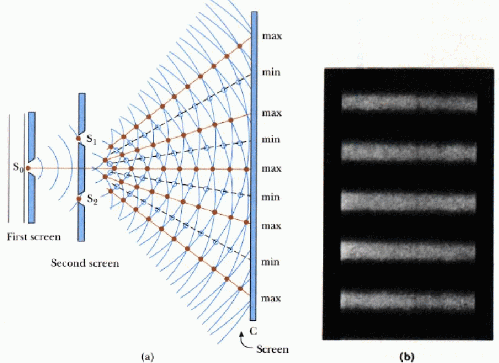 max
min
max
S₁
min
S₀
max
S₂
min
max
First screen
Second screen
min
max
C
Screen
(a)
(b)